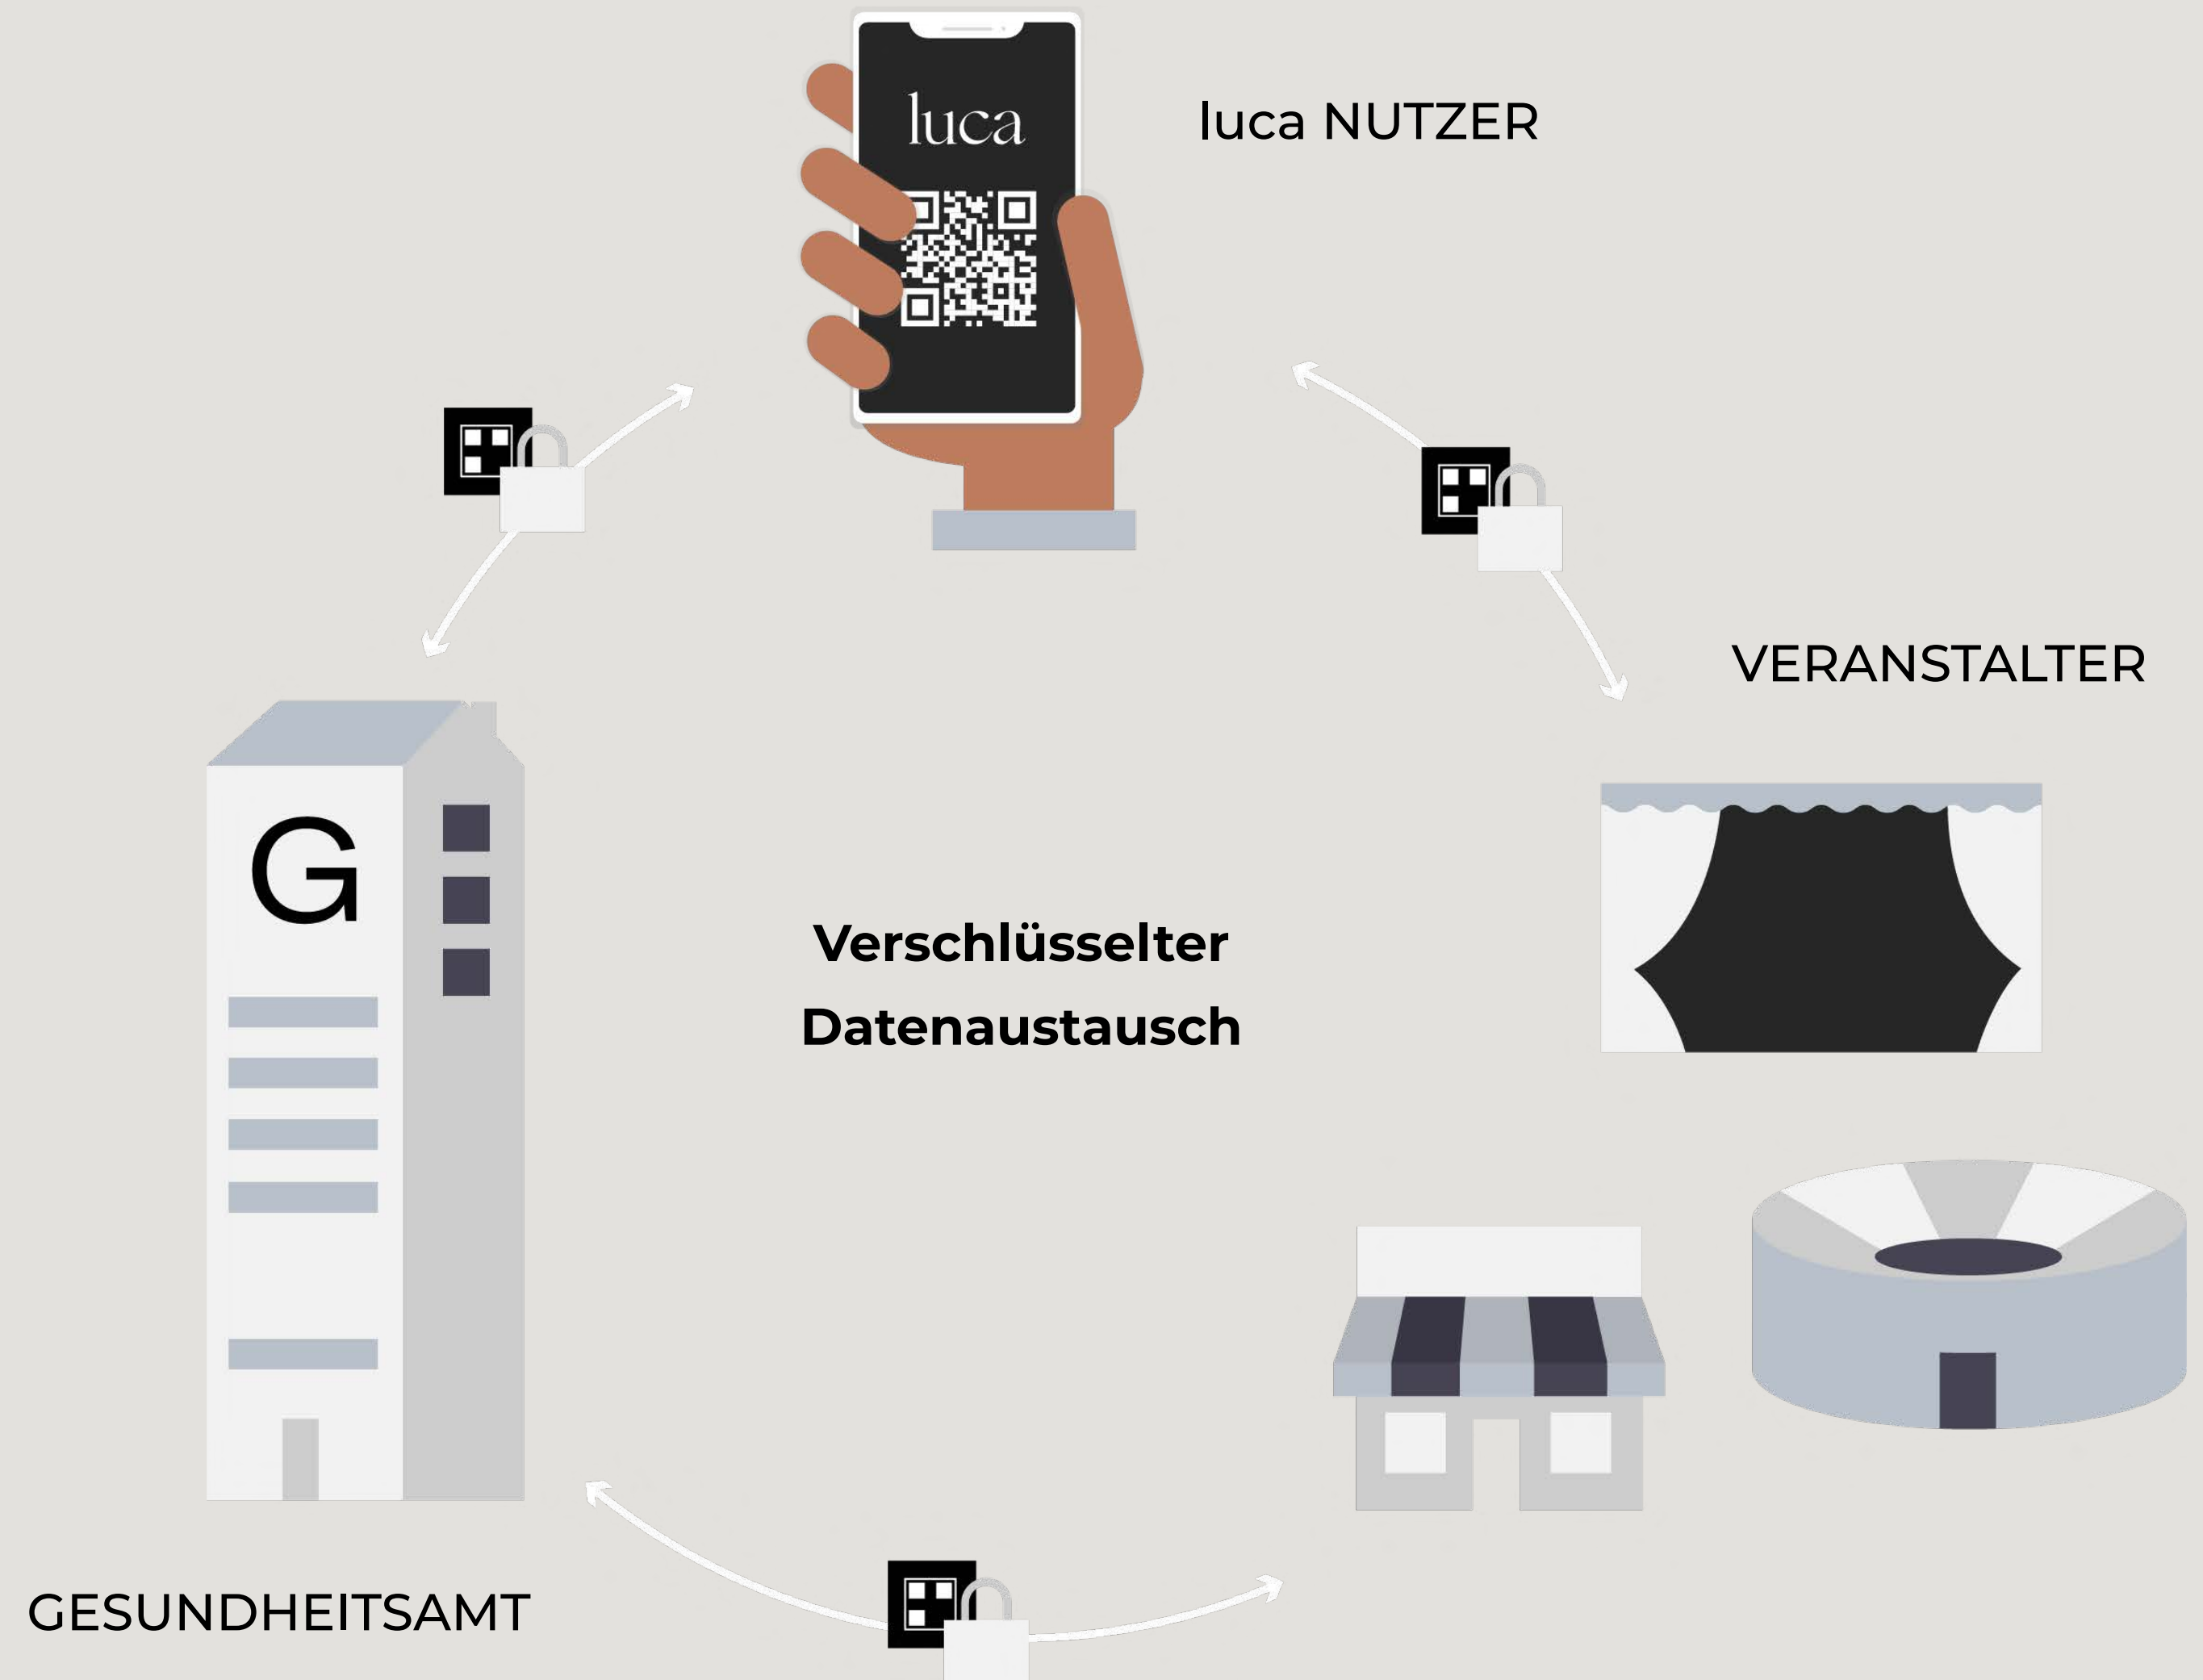 luca
luca NUTZER
VERANSTALTER
G
Verschlüsselter
Datenaustausch
GESUNDHEITSAMT